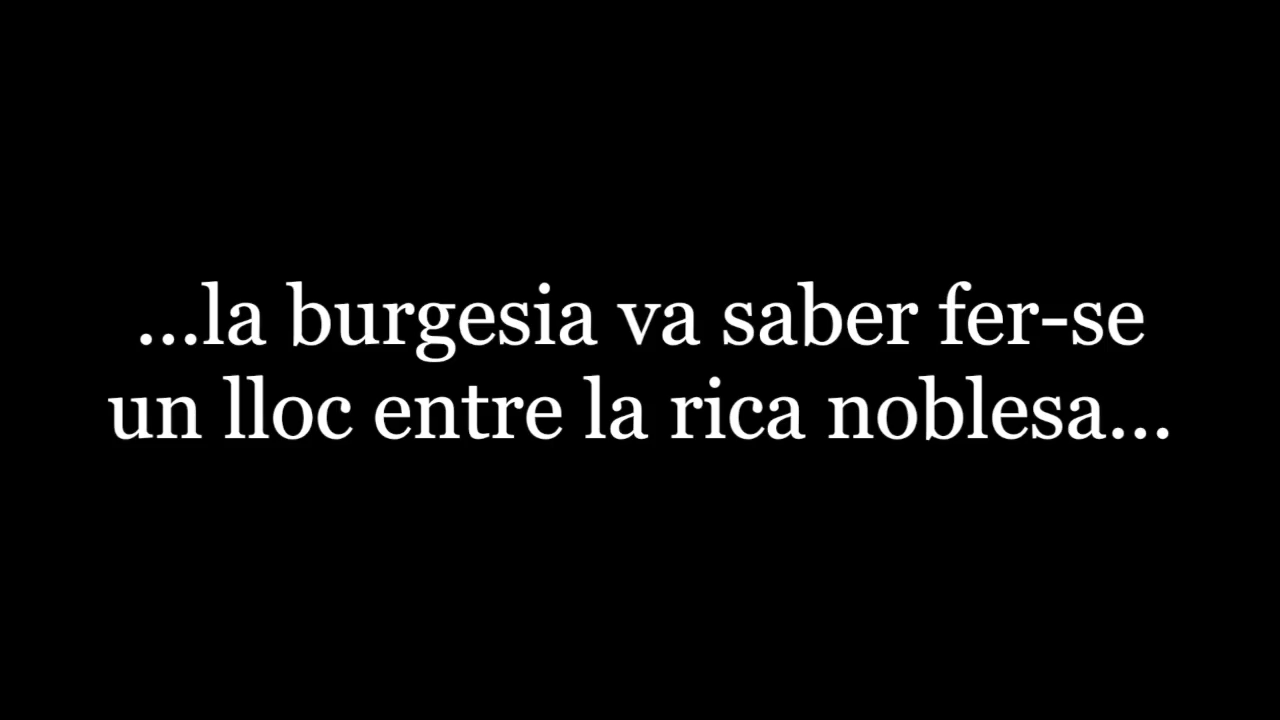 ...la burgesia va saber fer-se
un lloc entre la rica noblesa...